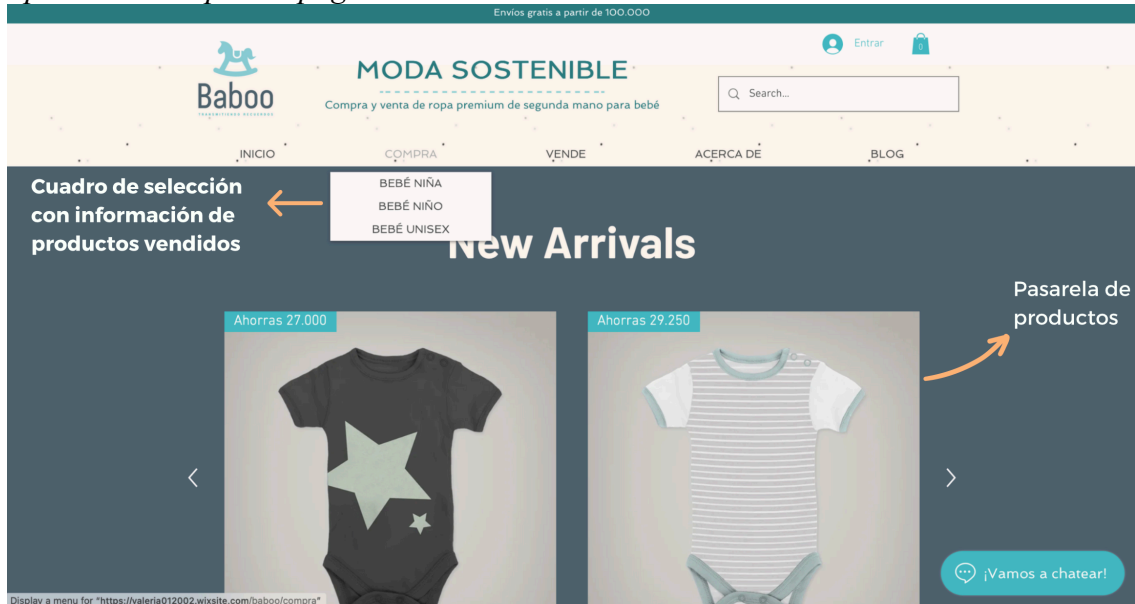 Envíos gratis a partir de 100.000
Entrar
0
Baboo
TRANSMITIENDO RECUERDOS
MODA SOSTENIBLE
Compra y venta de ropa premium de segunda mano para bebé
Search...
INICIO
COMPRA
VENDE
ACERCA DE
BLOG
BEBÉ NIÑA
BEBÉ NIÑO
BEBÉ UNISEX
Cuadro de selección
con información de
productos vendidos
New Arrivals
Pasarela de
productos
Ahorras 27.000
Ahorras 29.250
¡Vamos a chatear!
Display a menu for "https://valeria012002.wixsite.com/baboo/compra"